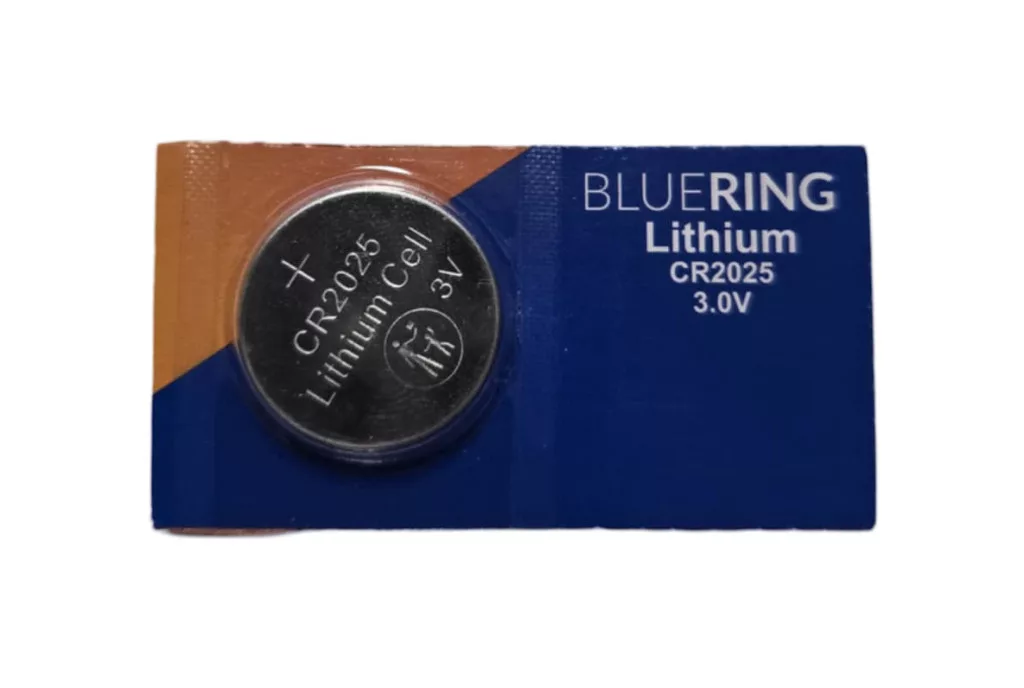 +
CR2025
Lithium Cell
3V
BLUERING
Lithium
CR2025
3.0V